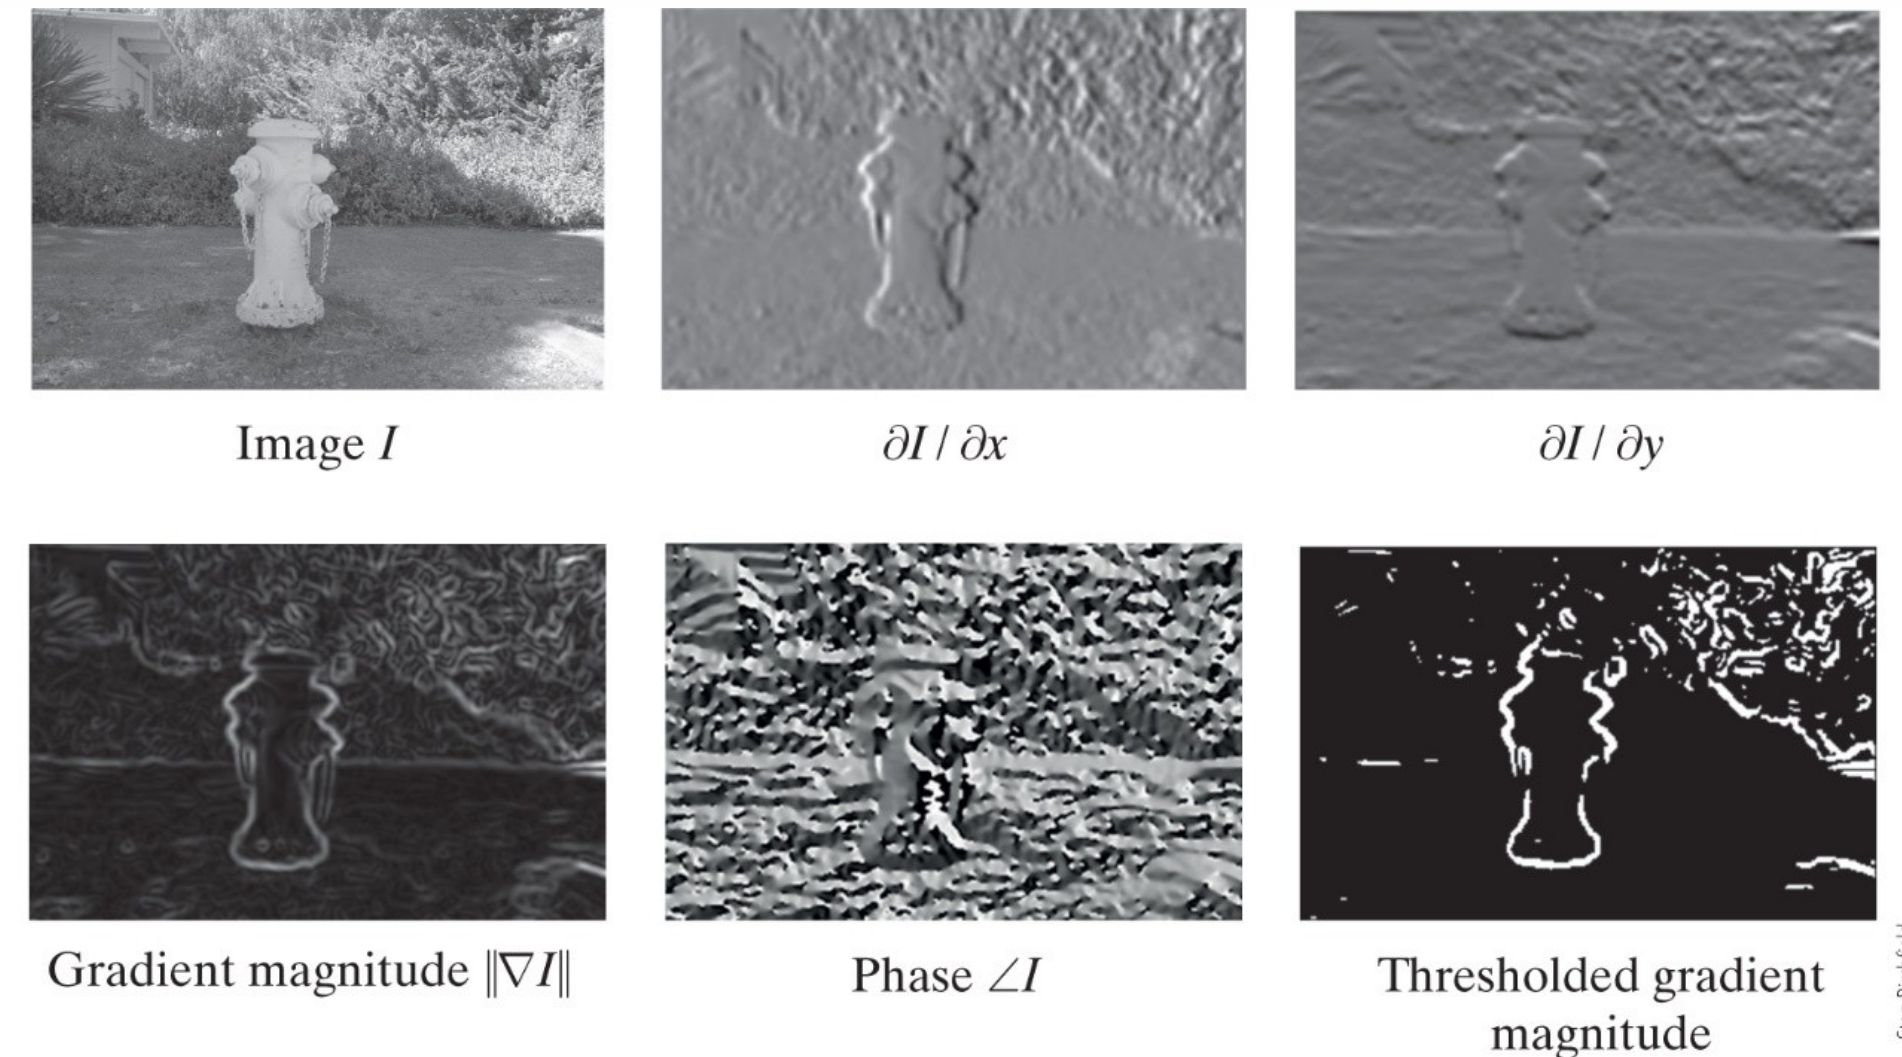 Image I
∂I / ∂x
∂I / ∂y
Gradient magnitude ‖∇I‖
Phase ∠I
Thresholded gradient
magnitude